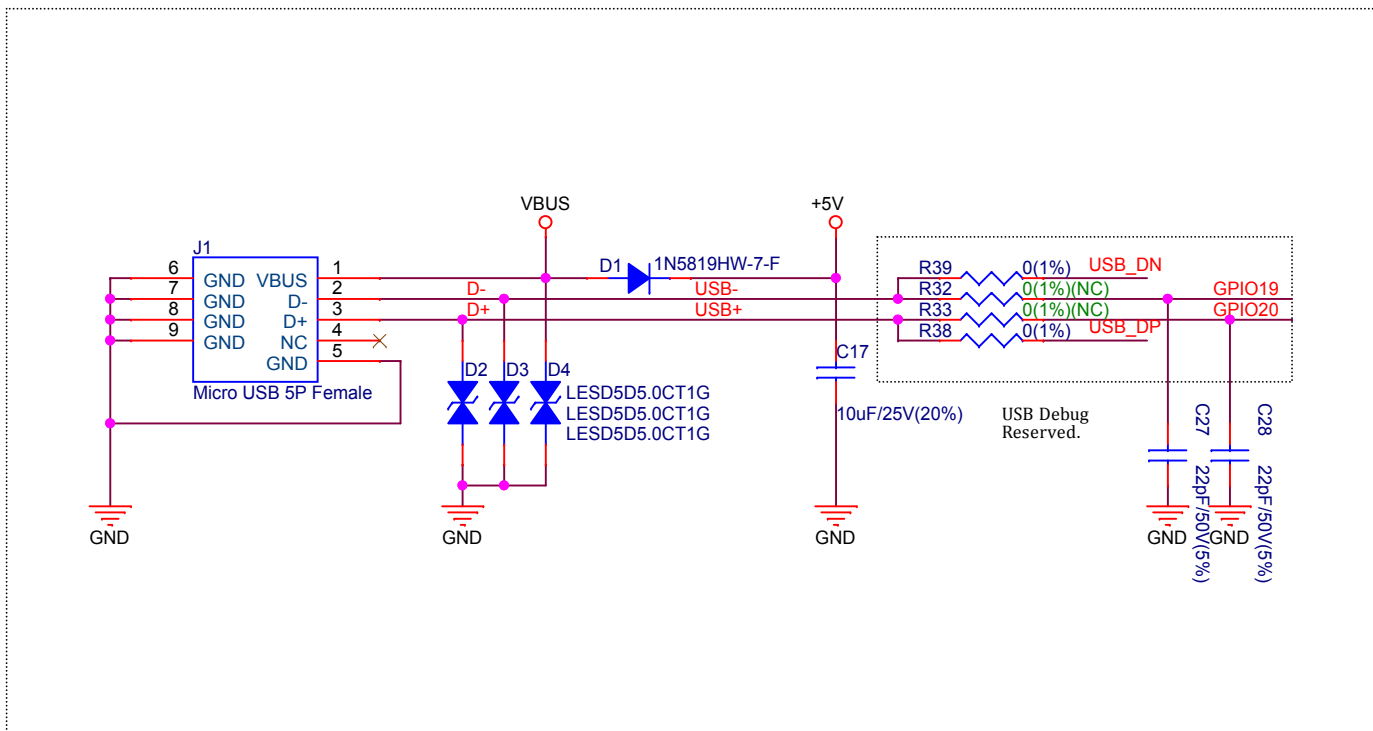 VBUS
+5V
J1
6
7
8
9
GND
GND
GND
GND
VBUS
D-
D+
NC
GND
1
2
3
4
5
Micro USB 5P Female
D1
1N5819HW-7-F
D-
D+
USB-
USB+
R39
0(1%)
USB_DN
R32
0(1%)(NC)
GPIO19
R33
0(1%)(NC)
GPIO20
R38
0(1%)
USB_DP
D2
D3
D4
LESD5D5.0CT1G
LESD5D5.0CT1G
LESD5D5.0CT1G
C17
10uF/25V(20%)
USB Debug
Reserved.
C27
22pF/50V(5%)
C28
22pF/50V(5%)
GND
GND
GND
GND
GND